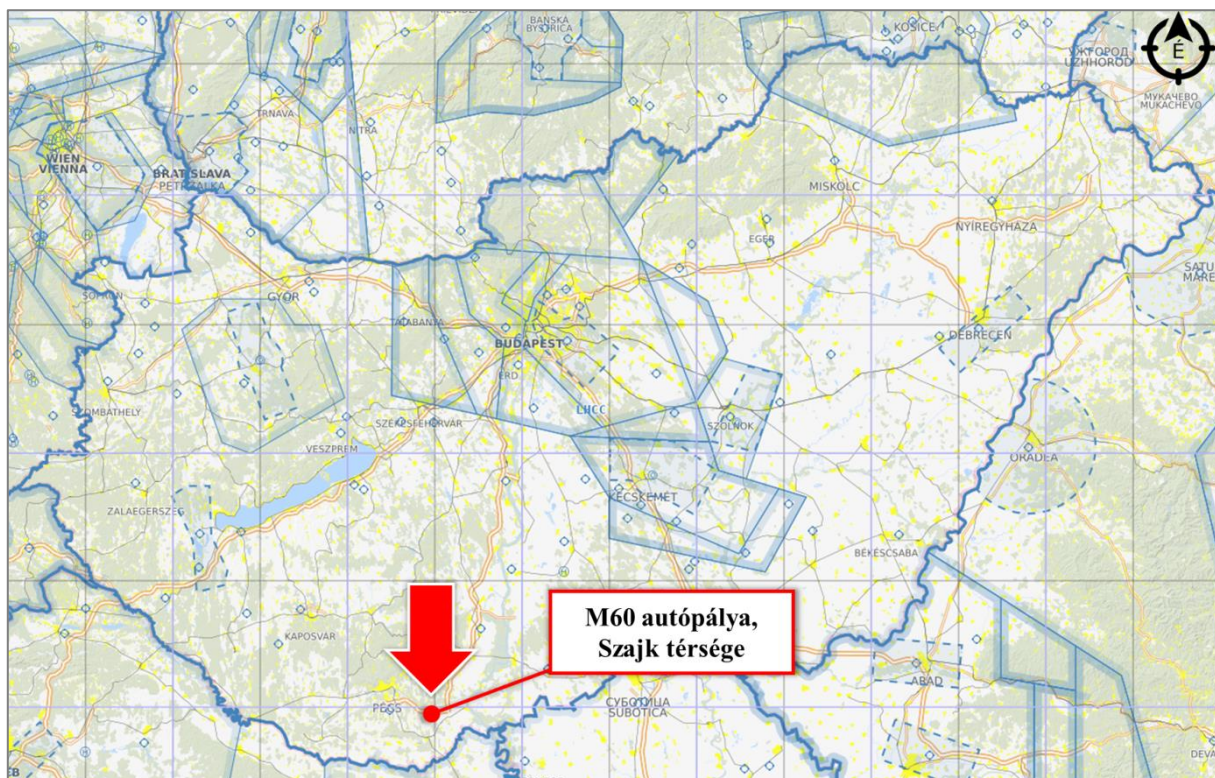 BANSKÁ
BYSTRICA
KOŠICE
É
УЖГОРОД
UZHHOROD
МУКАЧЕВО
MUKACHEVO
TRNAVA
NITRA
WIEN
VIENNA
BRATISLAVA
PETRŽALKA
MISKOLC
NYÍREGYHÁZA
EGER
SATU
MARE
SOPRON
GYŐR
TATABÁNYA
BUDAPEST
DEBRECEN
ÉRD
SZOMBATHELY
LHCC
SZÉKESFEHÉRVÁR
SZOLNOK
VESZPRÉM
ORADEA
KECSKEMÉT
ZALAEGERSZEG
BÉKÉSCSABA
M60 autópálya,
Szajk térsége
KAPOSVÁR
ARAD
PÉCS
СУБОТИЦА
SUBOTICA
DEVA